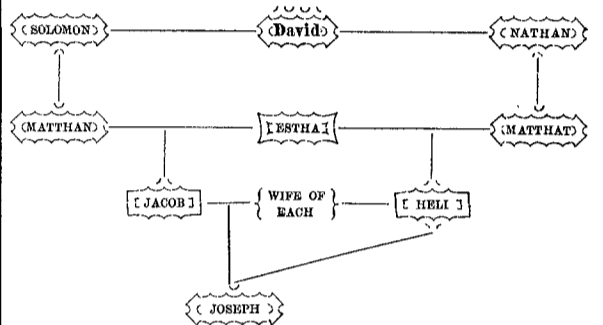 SOLOMON David NATHAN
MATTHAN ESTHA MATTHAT
JACOB WIFE OF EACH HELI
JOSEPH